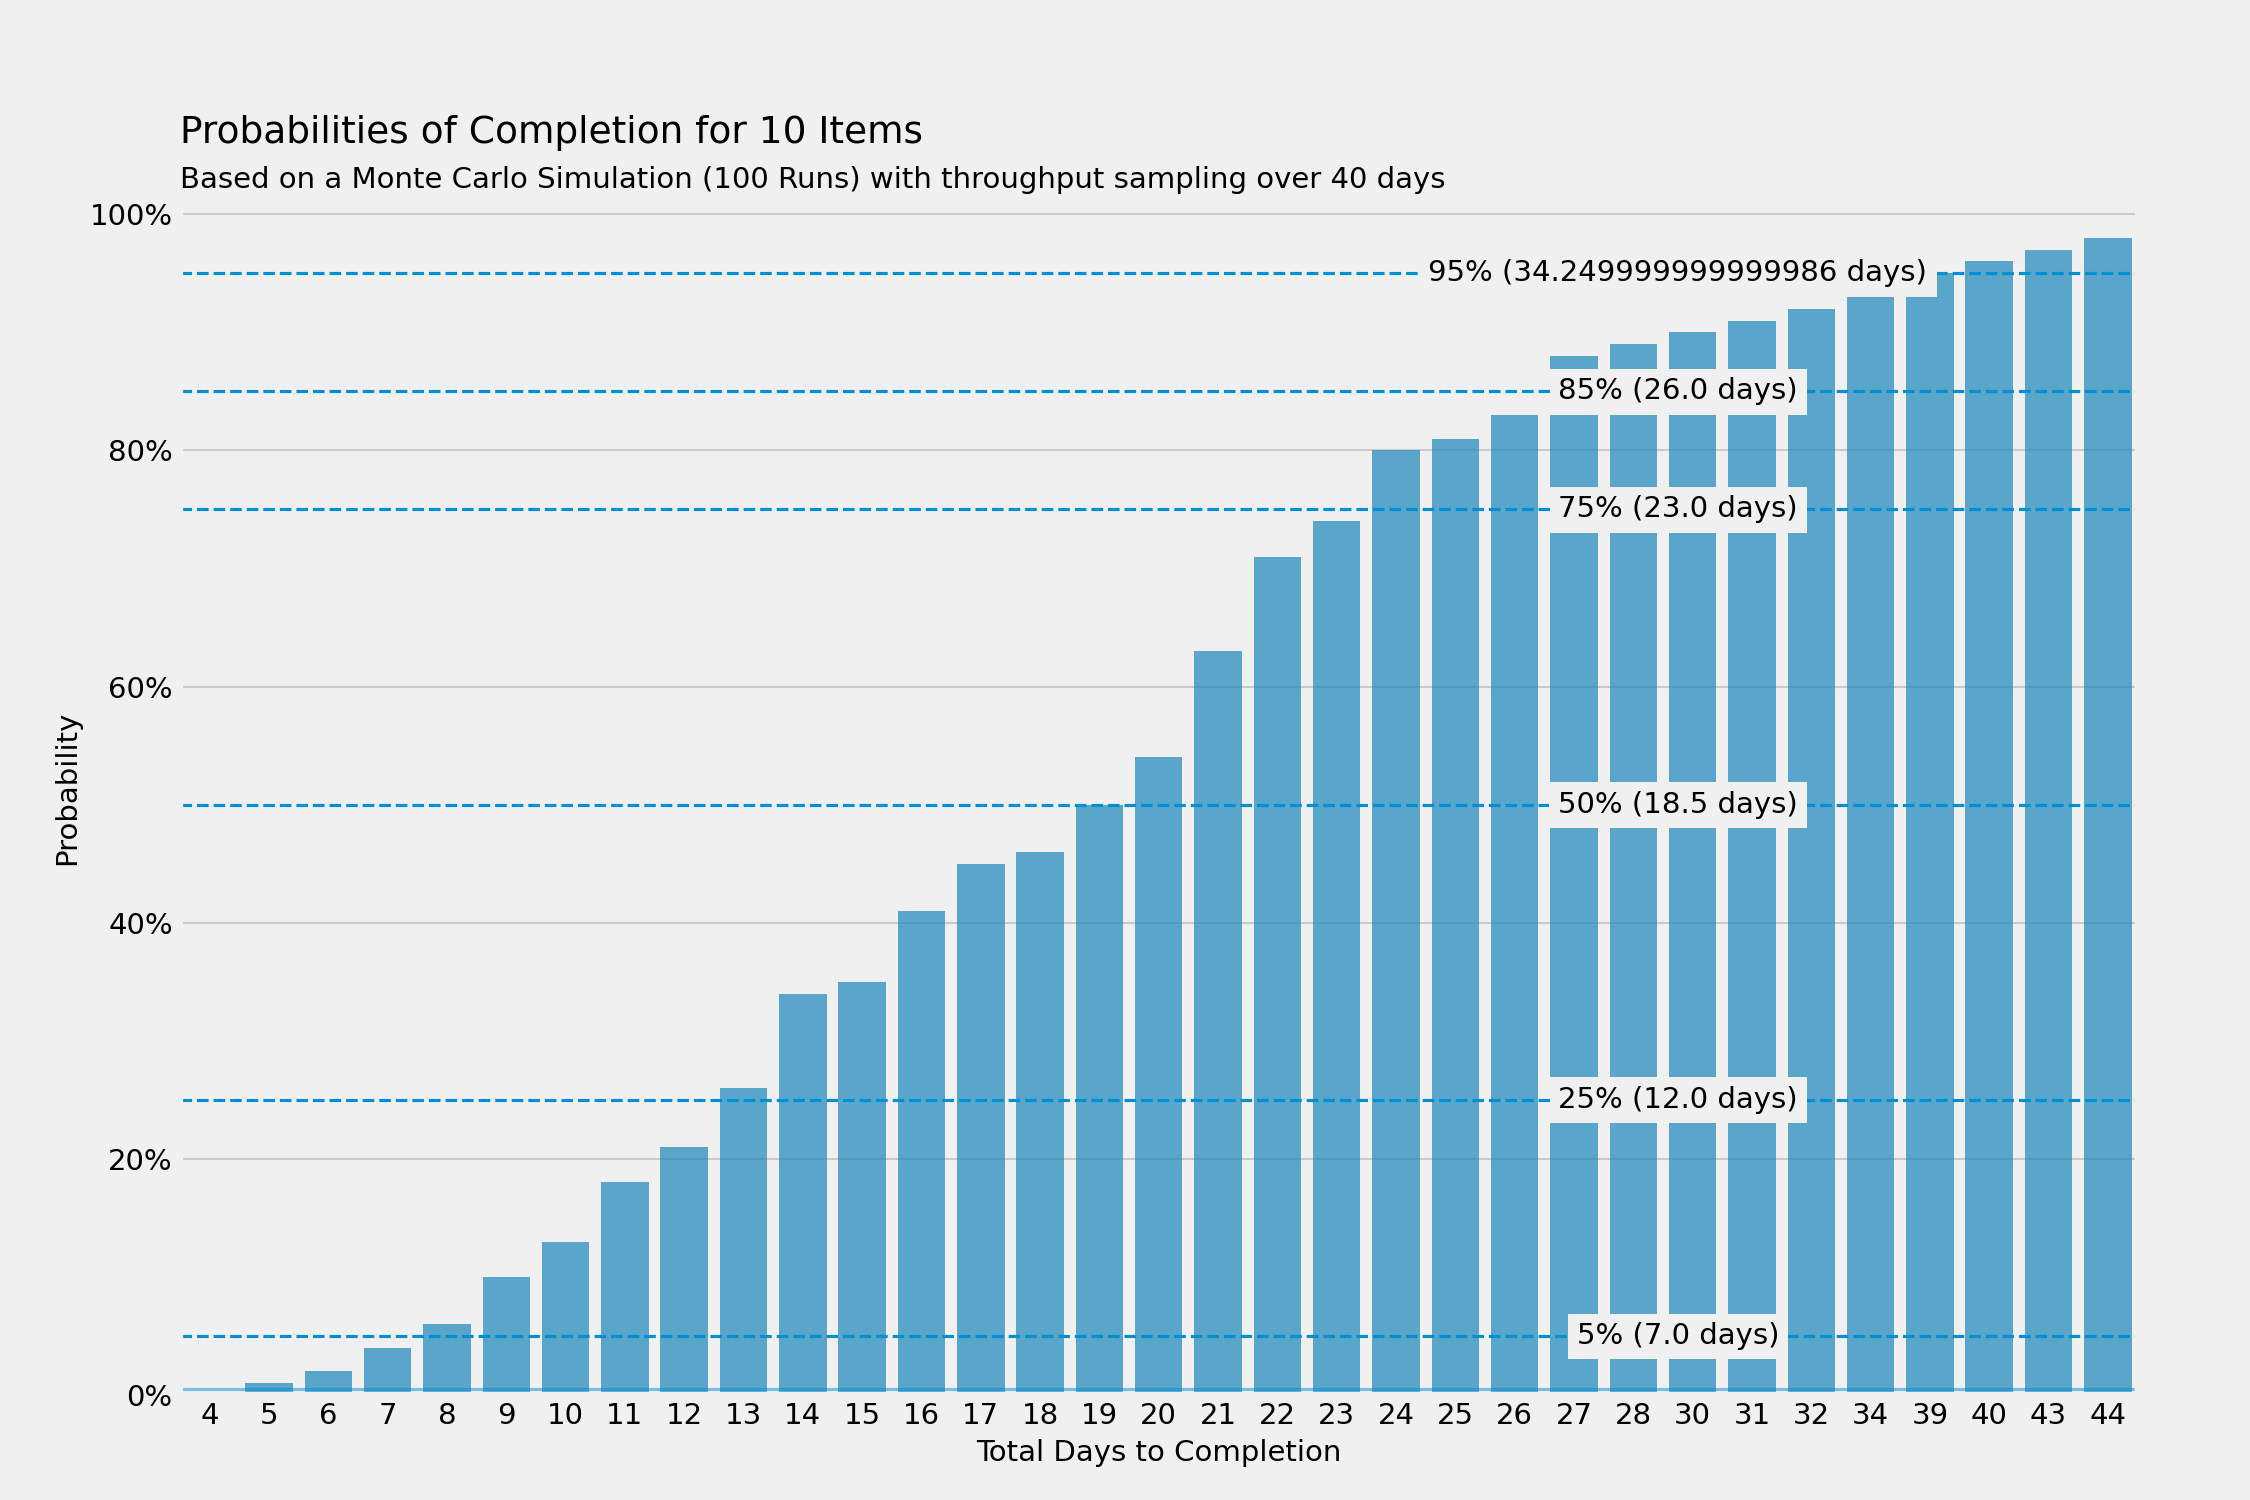 Probabilities of Completion for 10 Items
Based on a Monte Carlo Simulation (100 Runs) with throughput sampling over 40 days
100%
95% (34.249999999999986 days)
85% (26.0 days)
80%
75% (23.0 days)
60%
Probability
50% (18.5 days)
40%
25% (12.0 days)
20%
5% (7.0 days)
0%
4 5 6 7 8 9 10 11 12 13 14 15 16 17 18 19 20 21 22 23 24 25 26 27 28 30 31 32 34 39 40 43 44
Total Days to Completion